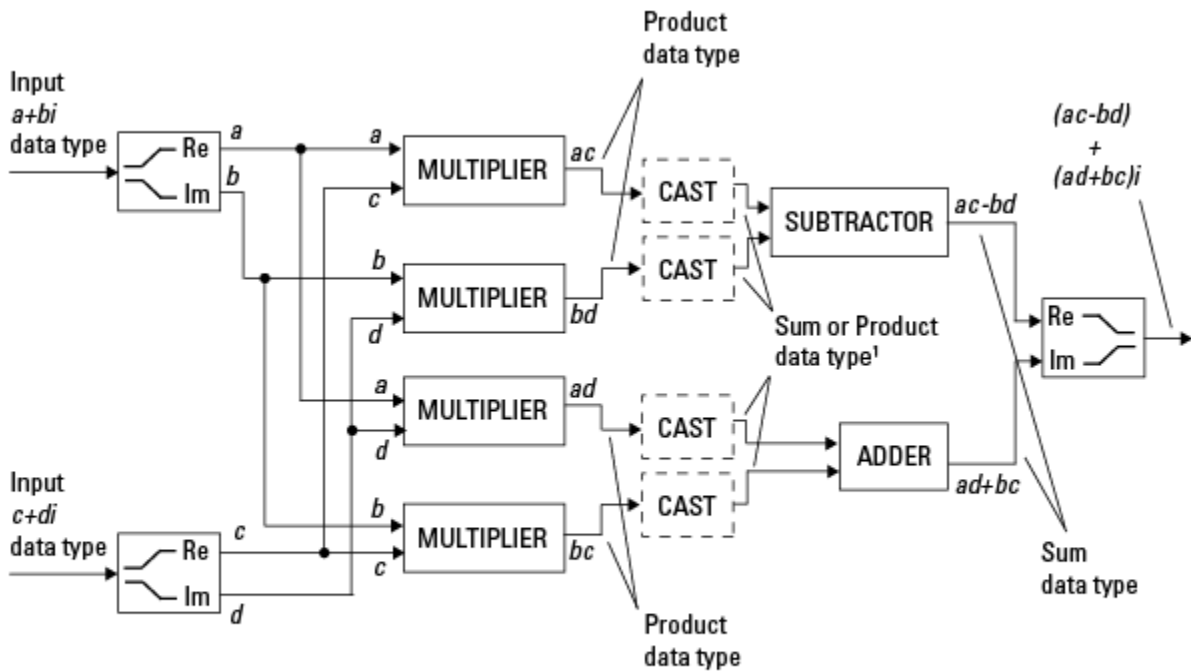 Product
data type
Input
a+bi
data type
(ac-bd)
+
(ad+bc)i
Re
Im
a
b
a
c
MULTIPLIER
ac
CAST
CAST
SUBTRACTOR
ac-bd
b
d
MULTIPLIER
bd
Sum or Product
data type¹
Re
Im
a
d
MULTIPLIER
ad
CAST
CAST
ADDER
ad+bc
Input
c+di
data type
Re
Im
c
d
b
c
MULTIPLIER
bc
Sum
data type
Product
data type